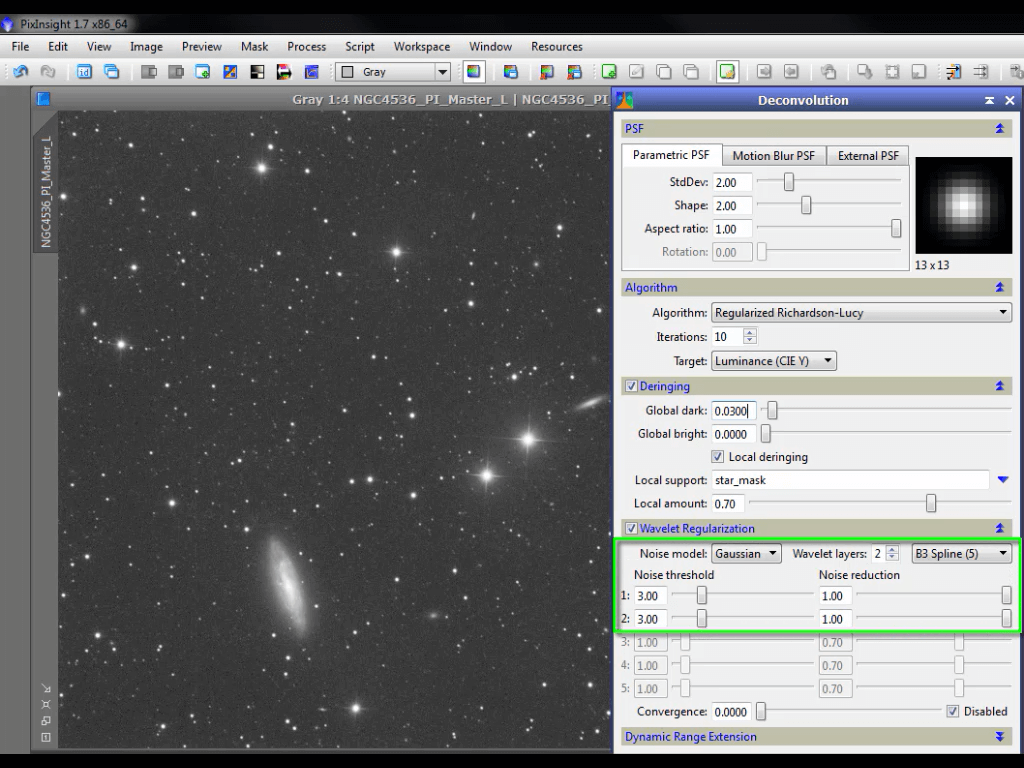 PixInsight 1.7 x86_64
File Edit View Image Preview Mask Process Script Workspace Window Resources
id Gray
Gray 1:4 NGC4536_PI_Master_L | NGC4536_PI
NGC4536_PI_Master_L
Deconvolution
PSF
Parametric PSF Motion Blur PSF External PSF
StdDev: 2.00
Shape: 2.00
Aspect ratio: 1.00
Rotation: 0.00
13 x 13
Algorithm
Algorithm: Regularized Richardson-Lucy
Iterations: 10
Target: Luminance (CIE Y)
Deringing
Global dark: 0.0300
Global bright: 0.0000
Local deringing
Local support: star_mask
Local amount: 0.70
Wavelet Regularization
Noise model: Gaussian Wavelet layers: 2 B3 Spline (5)
Noise threshold Noise reduction
1: 3.00 1.00
2: 3.00 1.00
3: 1.00 0.70
4: 1.00 0.70
5: 1.00 0.70
Convergence: 0.0000 Disabled
Dynamic Range Extension